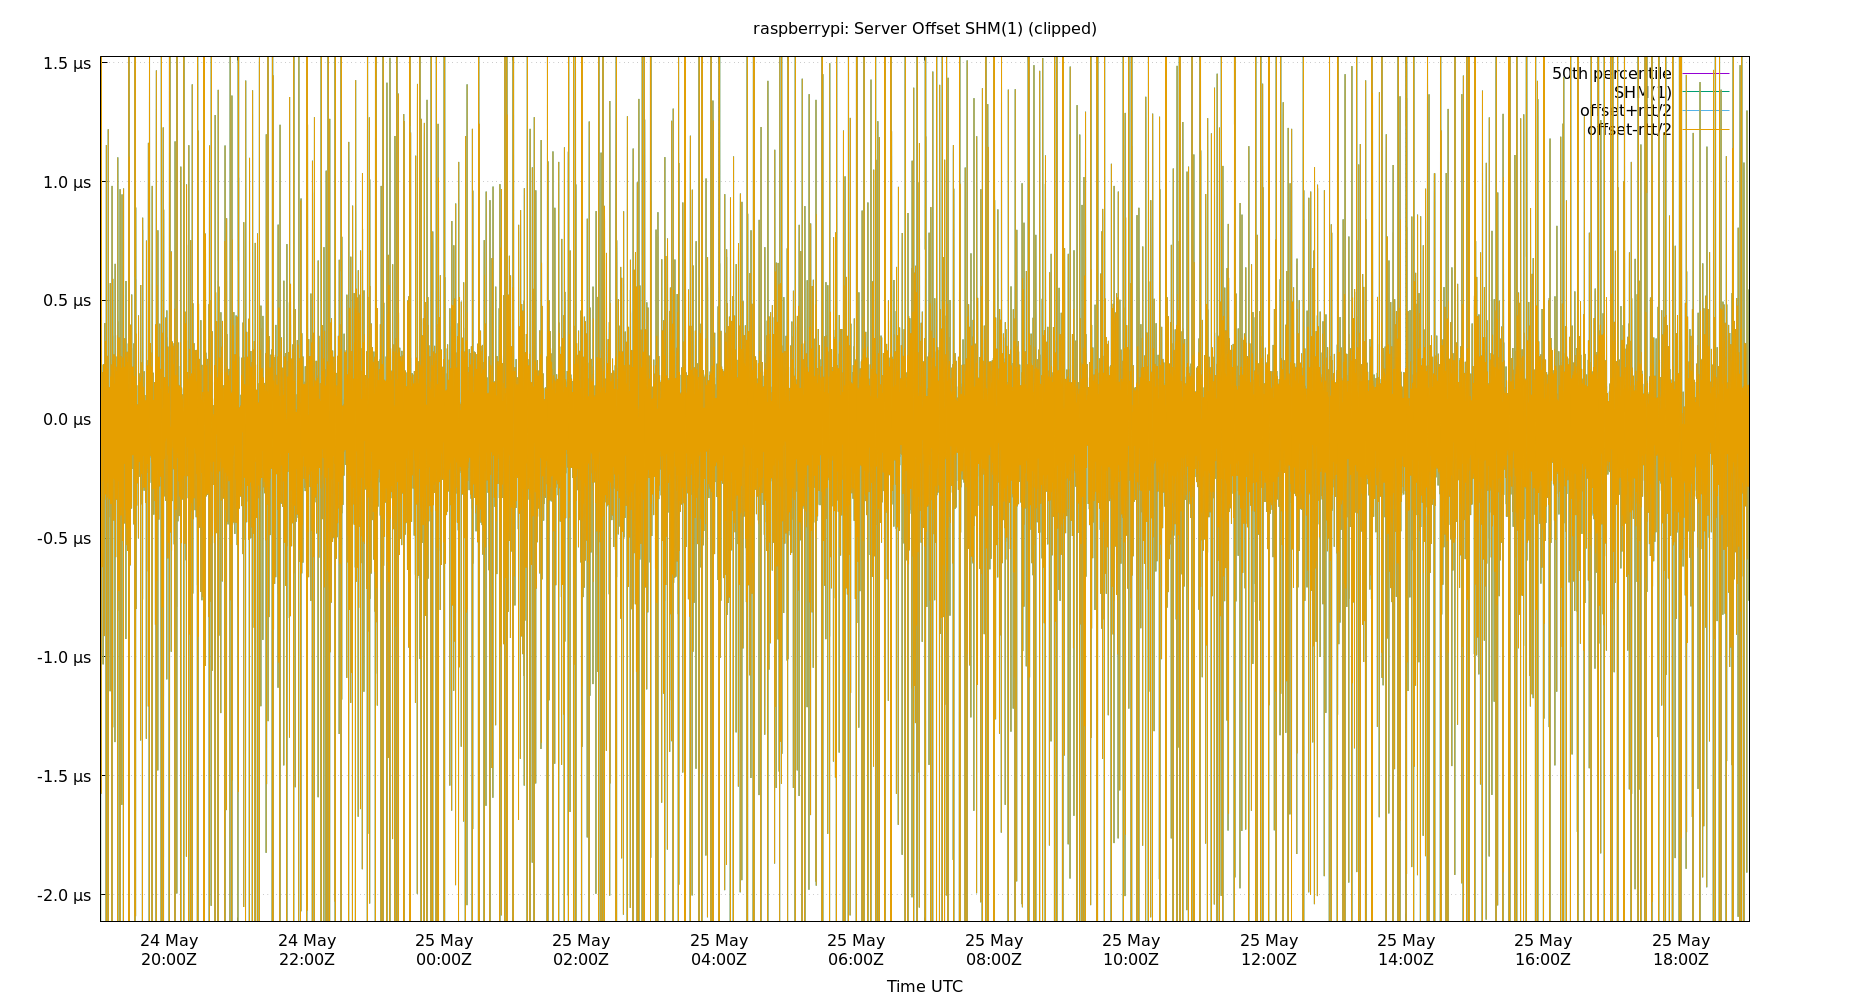 raspberrypi: Server Offset SHM(1) (clipped)
1.5 µs
1.0 µs
0.5 µs
0.0 µs
-0.5 µs
-1.0 µs
-1.5 µs
-2.0 µs
50th percentile
SHM(1)
offset+rtt/2
offset-rtt/2
24 May 24 May 25 May 25 May 25 May 25 May 25 May 25 May 25 May 25 May 25 May 25 May
20:00Z 22:00Z 00:00Z 02:00Z 04:00Z 06:00Z 08:00Z 10:00Z 12:00Z 14:00Z 16:00Z 18:00Z
Time UTC